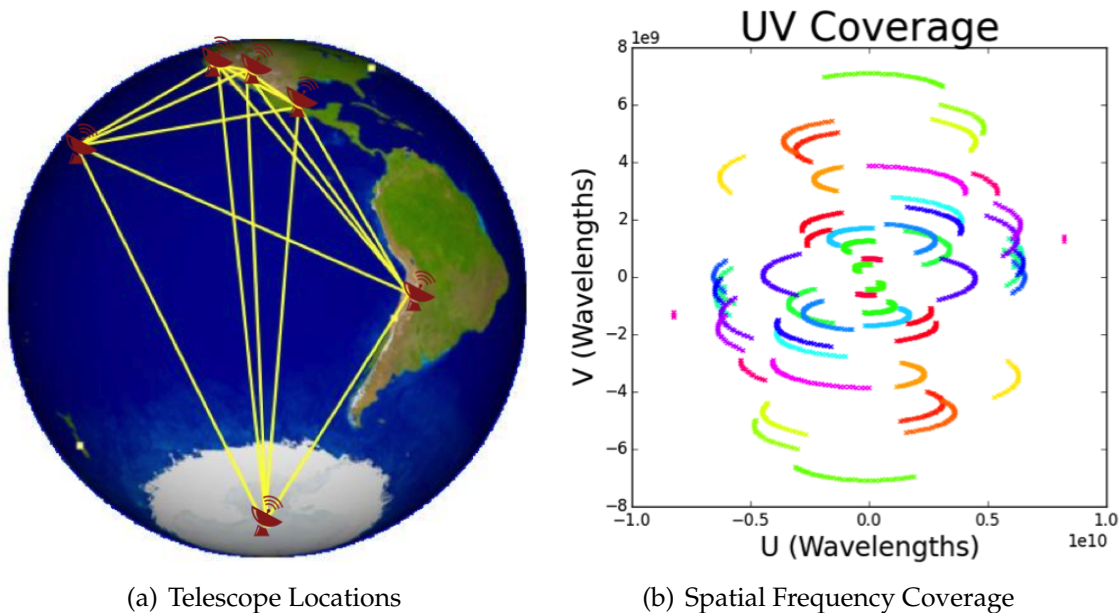 UV Coverage
1e9
8
6
4
2
0
−2
−4
−6
−8
V (Wavelengths)
−1.0 −0.5 0.0 0.5 1.0
1e10
U (Wavelengths)
(a) Telescope Locations
(b) Spatial Frequency Coverage